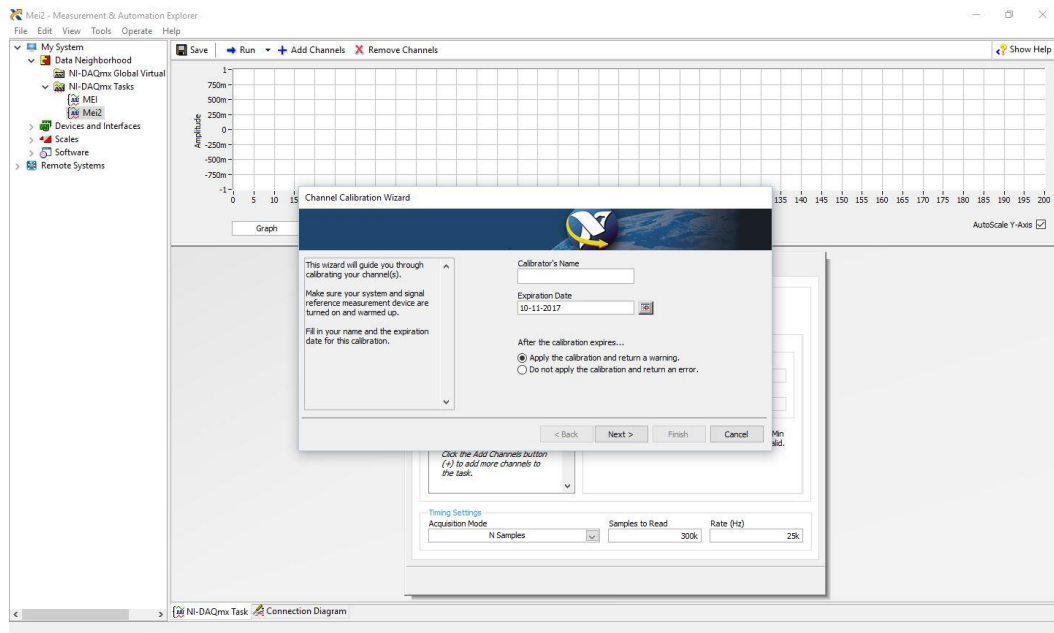 Mei2 - Measurement & Automation Explorer
File Edit View Tools Operate Help
My System
Data Neighborhood
NI-DAQmx Global Virtual
NI-DAQmx Tasks
MEI
Mei2
Devices and Interfaces
Scales
Software
Remote Systems
Save Run Add Channels Remove Channels Show Help
1
750m
500m
250m
0
-250m
-500m
-750m
-1
Amplitude
0 5 10 15 135 140 145 150 155 160 165 170 175 180 185 190 195 200
Graph
AutoScale Y-Axis
Channel Calibration Wizard
This wizard will guide you through
calibrating your channel(s).
Make sure your system and signal
reference measurement device are
turned on and warmed up.
Fill in your name and the expiration
date for this calibration.
Calibrator's Name
Expiration Date
10-11-2017
After the calibration expires...
Apply the calibration and return a warning.
Do not apply the calibration and return an error.
< Back Next > Finish Cancel
Min
Click the Add Channels button
(+) to add more channels to
the task.
Timing Settings
Acquisition Mode
N Samples
Samples to Read
300k
Rate (Hz)
25k
NI-DAQmx Task Connection Diagram